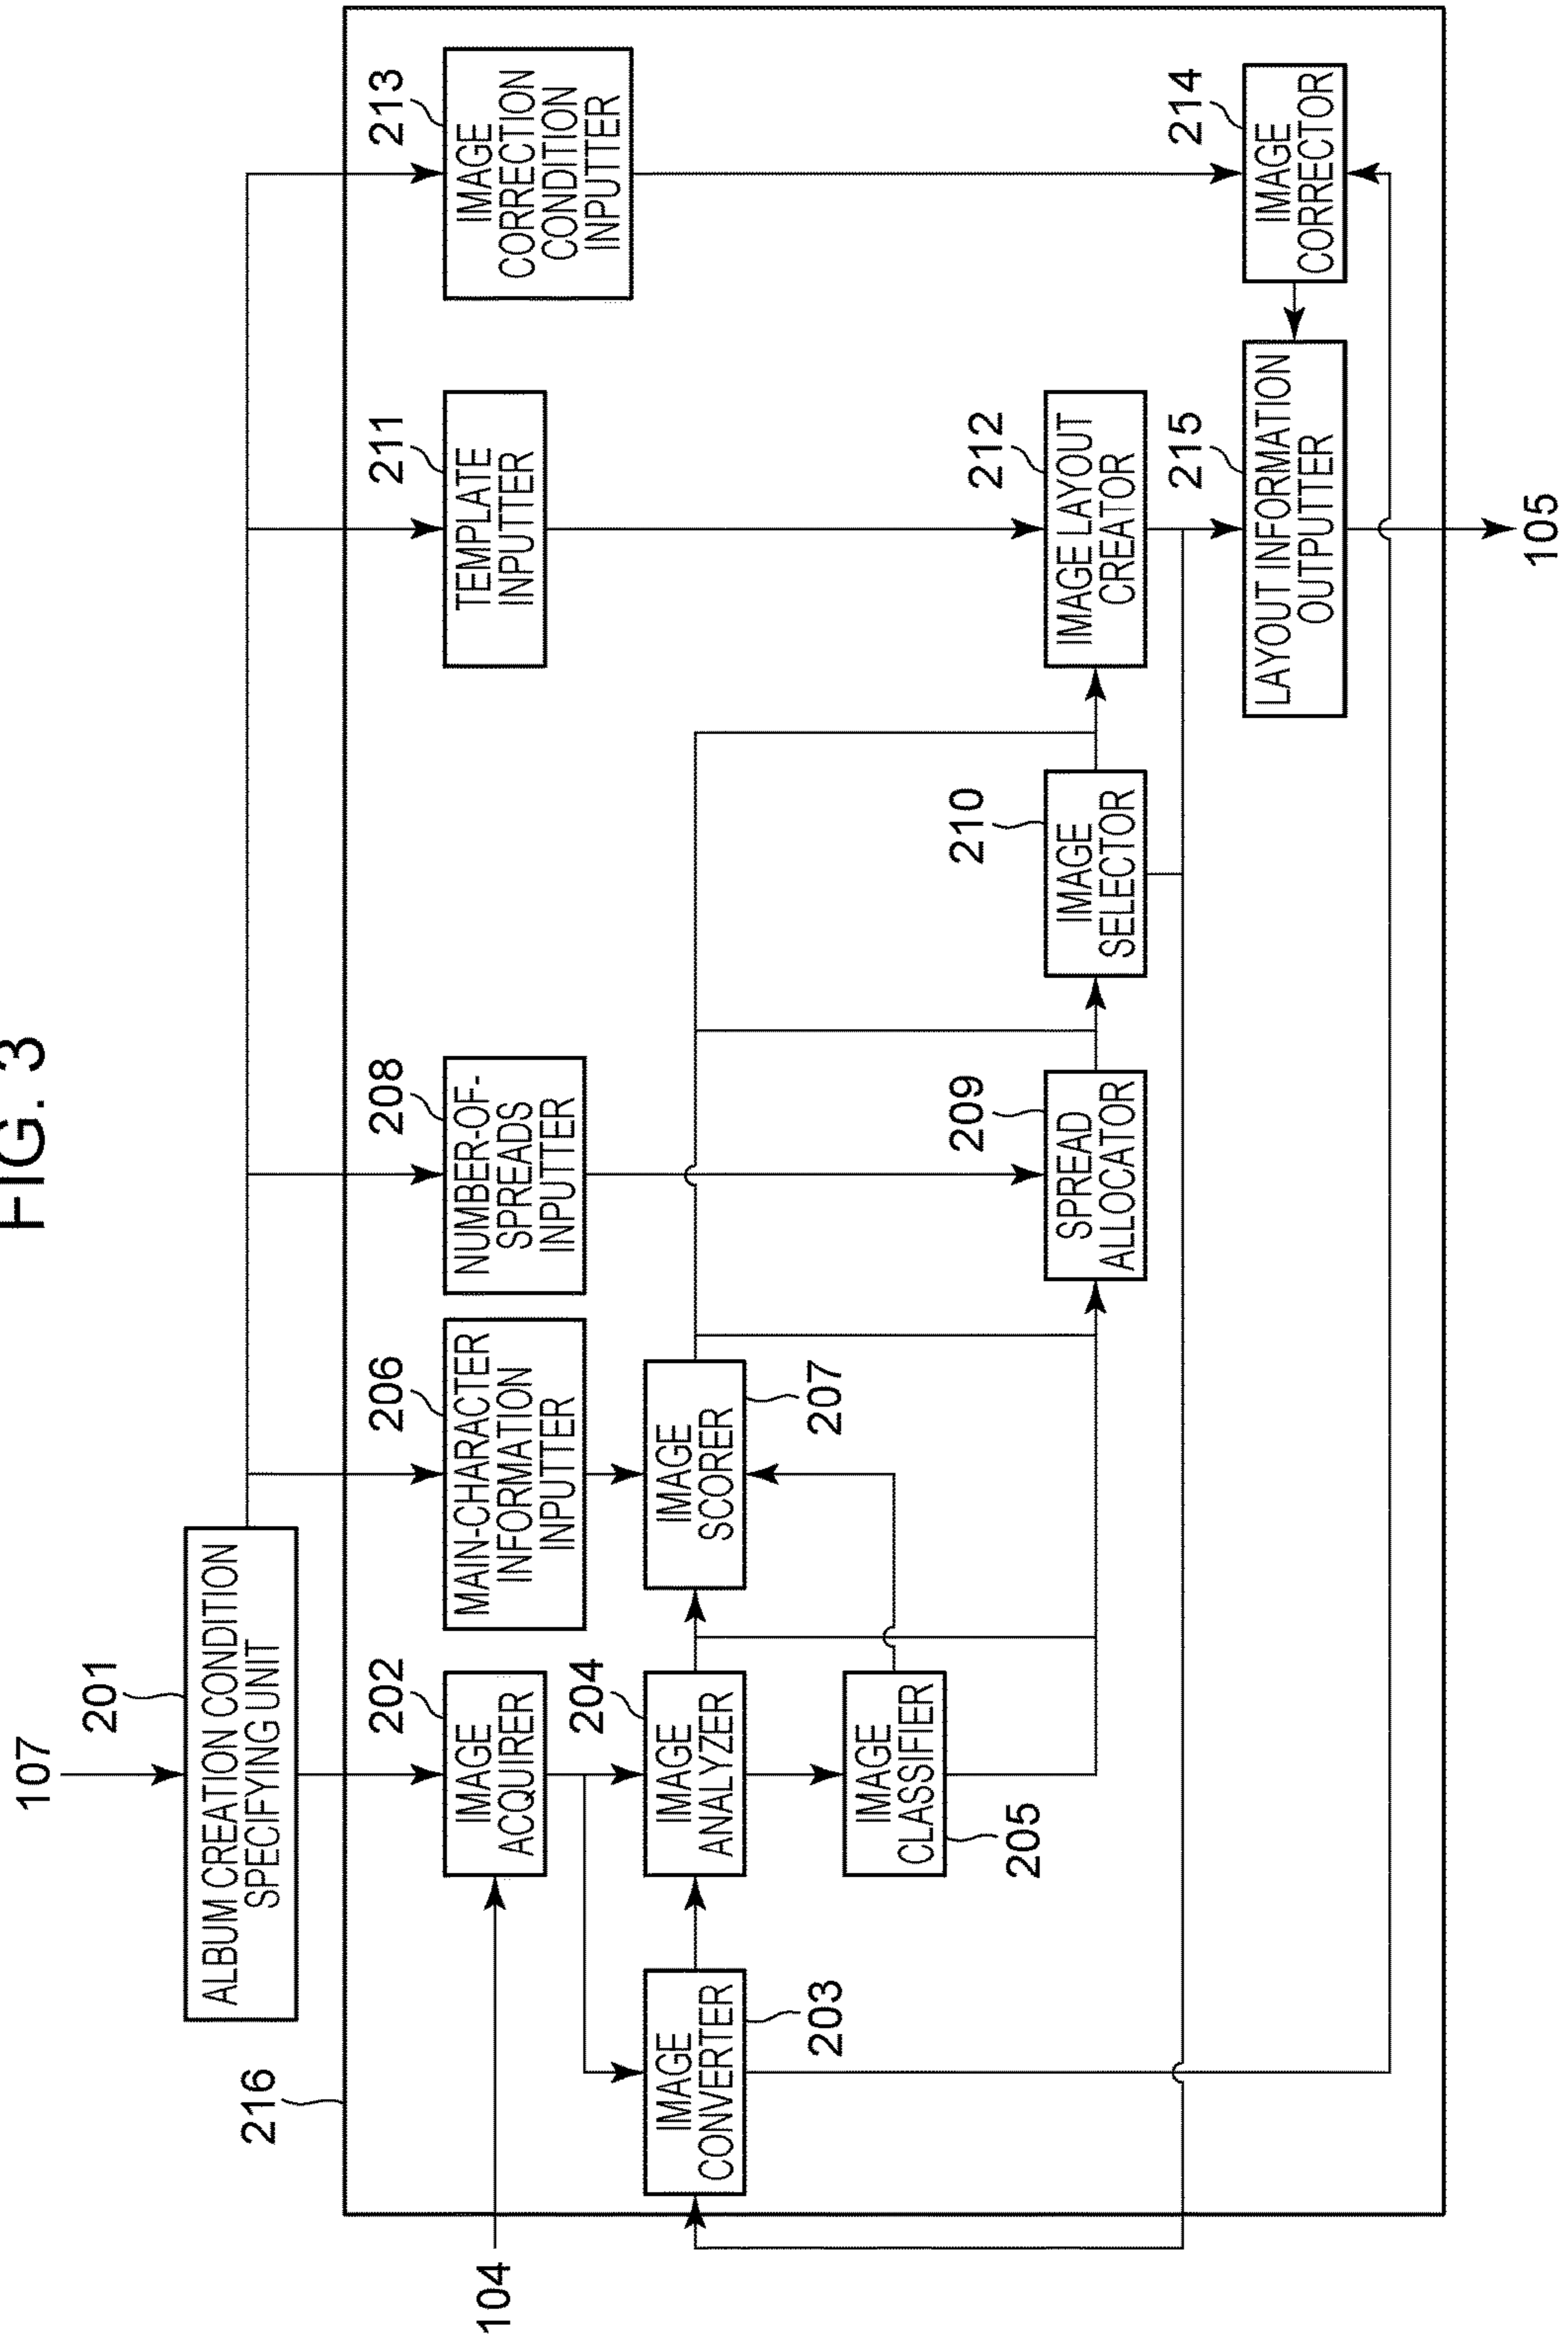 FIG. 3
107
201
ALBUM CREATION CONDITION
SPECIFYING UNIT
216
104
202
IMAGE
ACQUIRER
206
MAIN-CHARACTER
INFORMATION
INPUTTER
208
NUMBER-OF-
SPREADS
INPUTTER
211
TEMPLATE
INPUTTER
213
IMAGE
CORRECTION
CONDITION
INPUTTER
IMAGE
CONVERTER
203
204
IMAGE
ANALYZER
IMAGE
SCORER
207
IMAGE
CLASSIFIER
205
209
SPREAD
ALLOCATOR
210
IMAGE
SELECTOR
212
IMAGE LAYOUT
CREATOR
215
LAYOUT INFORMATION
OUTPUTTER
214
IMAGE
CORRECTOR
105